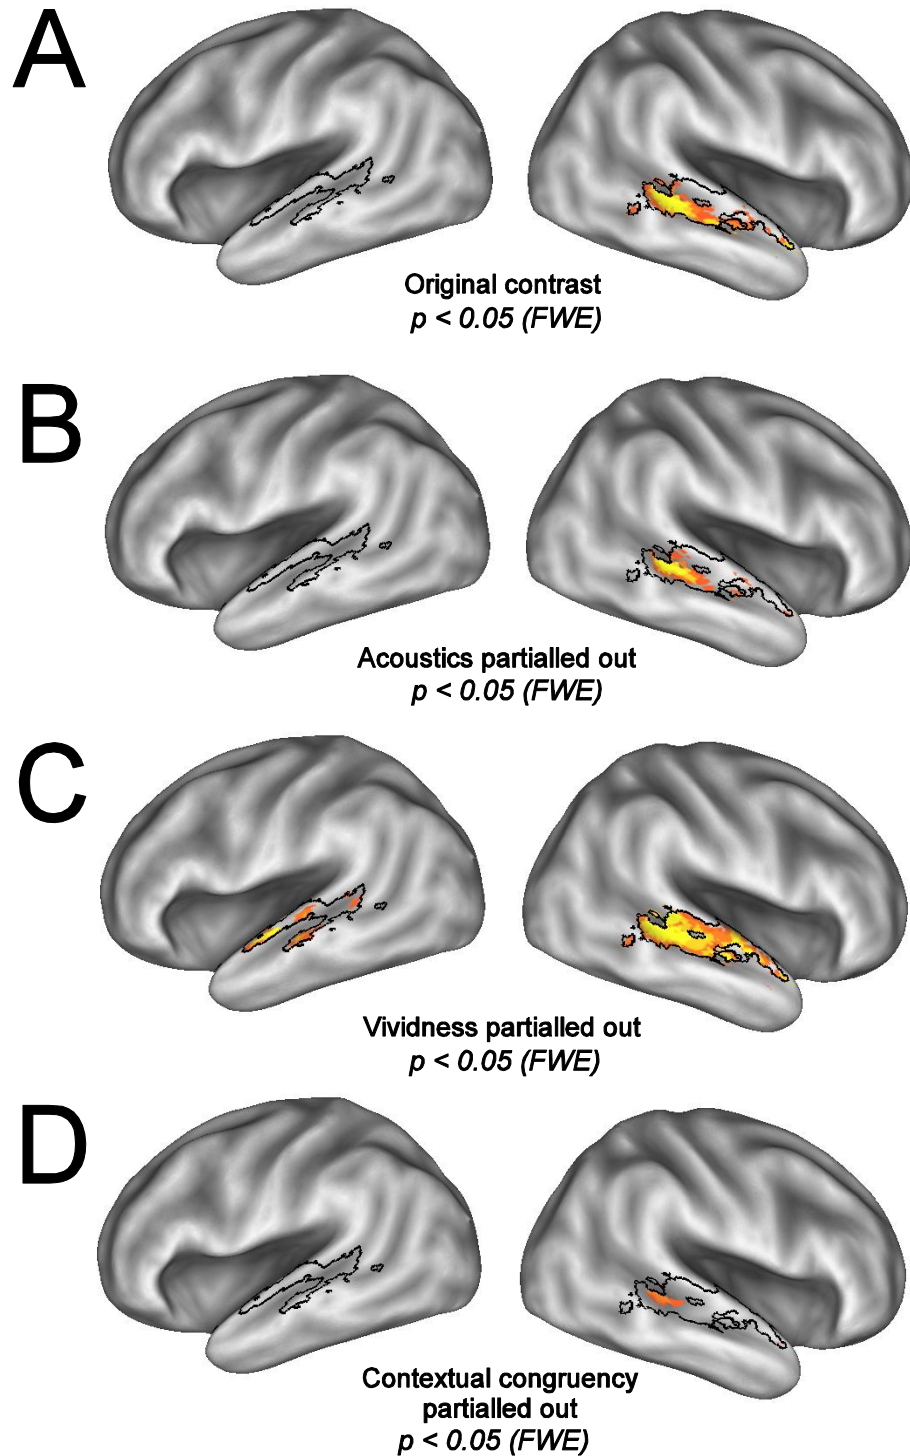 A
Original contrast
p < 0.05 (FWE)
B
Acoustics partialled out
p < 0.05 (FWE)
C
Vividness partialled out
p < 0.05 (FWE)
D
Contextual congruency
partialled out
p < 0.05 (FWE)